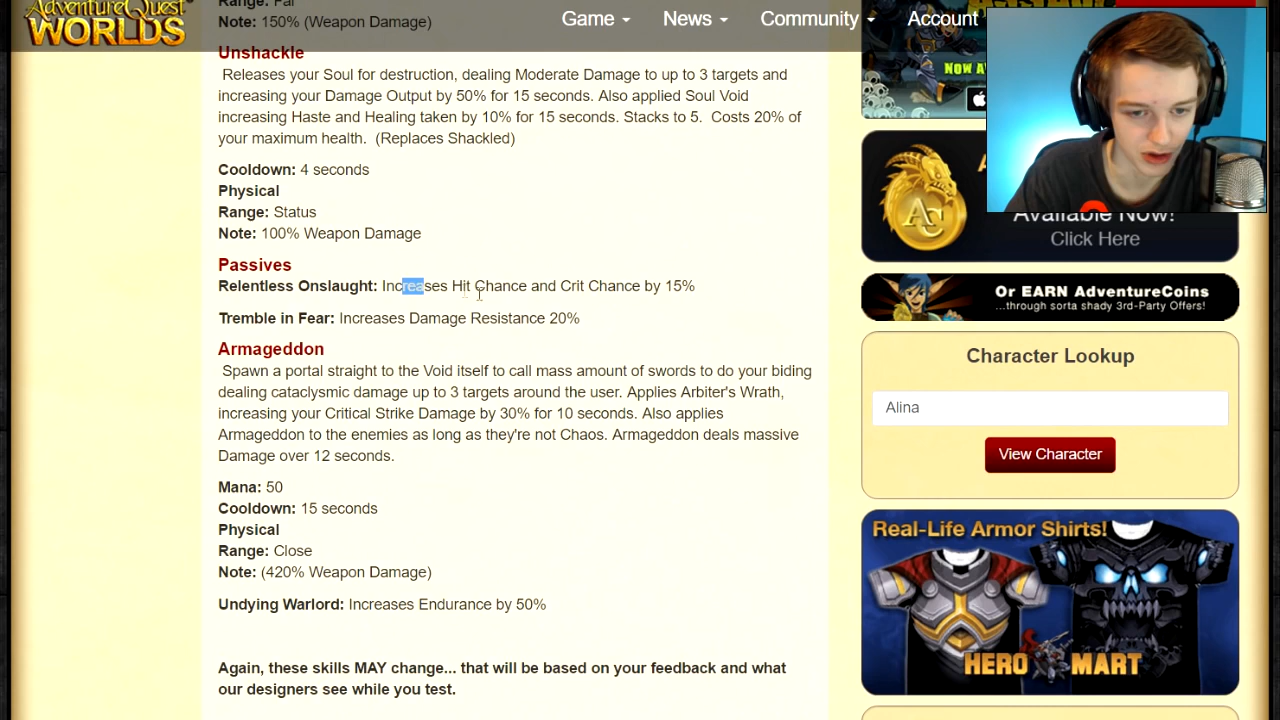 AdventureQuest
WORLDS
Game
News
Community
Account
Note: 150% (Weapon Damage)
Unshackle
Releases your Soul for destruction, dealing Moderate Damage to up to 3 targets and
increasing your Damage Output by 50% for 15 seconds. Also applied Soul Void
increasing Haste and Healing taken by 10% for 15 seconds. Stacks to 5. Costs 20% of
your maximum health. (Replaces Shackled)
Cooldown: 4 seconds
Physical
Range: Status
Note: 100% Weapon Damage
Passives
Relentless Onslaught: Increases Hit Chance and Crit Chance by 15%
Tremble in Fear: Increases Damage Resistance 20%
Armageddon
Spawn a portal straight to the Void itself to call mass amount of swords to do your biding
dealing cataclysmic damage up to 3 targets around the user. Applies Arbiter's Wrath,
increasing your Critical Strike Damage by 30% for 10 seconds. Also applies
Armageddon to the enemies as long as they're not Chaos. Armageddon deals massive
Damage over 12 seconds.
Mana: 50
Cooldown: 15 seconds
Physical
Range: Close
Note: (420% Weapon Damage)
Undying Warlord: Increases Endurance by 50%
Again, these skills MAY change... that will be based on your feedback and what
our designers see while you test.
NOW
AC
Available Now!
Click Here
Or EARN AdventureCoins
...through sorta shady 3rd-Party Offers!
Character Lookup
Alina
View Character
Real-Life Armor Shirts!
HERO MART